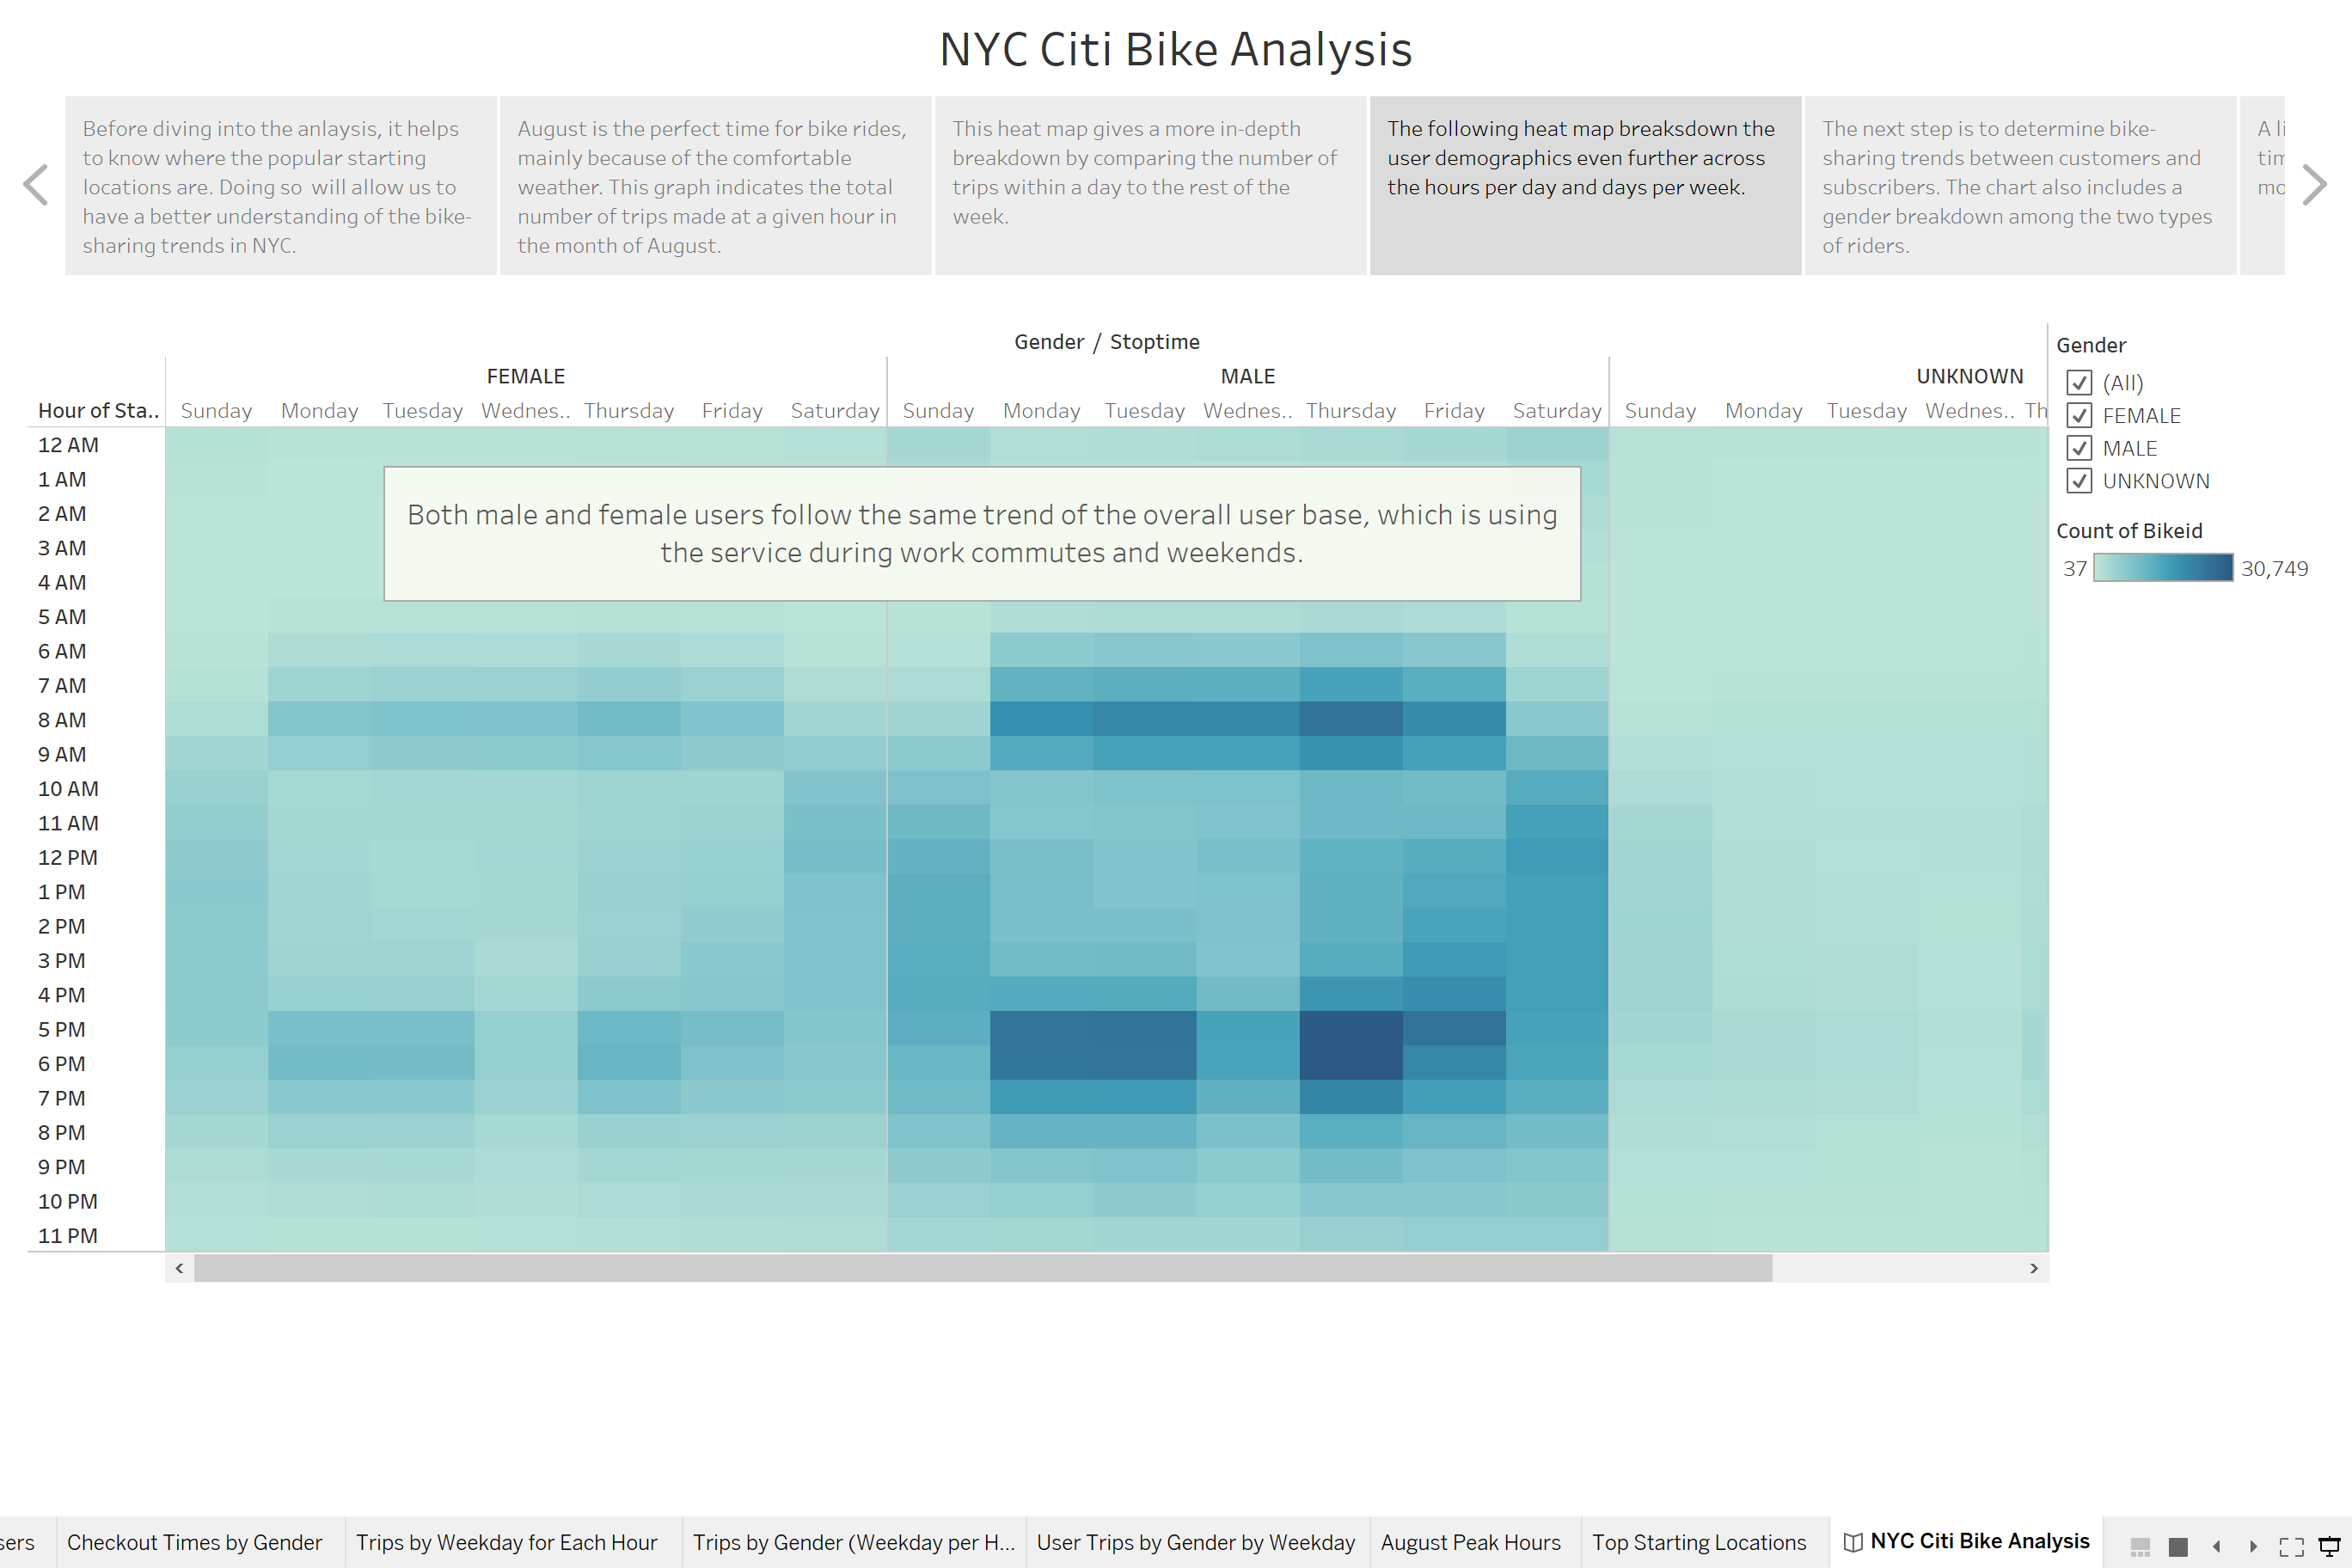 NYC Citi Bike Analysis
Before diving into the anlaysis, it helps
to know where the popular starting
locations are. Doing so  will allow us to
have a better understanding of the bike-
sharing trends in NYC.
August is the perfect time for bike rides,
mainly because of the comfortable
weather. This graph indicates the total
number of trips made at a given hour in
the month of August.
This heat map gives a more in-depth
breakdown by comparing the number of
trips within a day to the rest of the
week.
The following heat map breaksdown the
user demographics even further across
the hours per day and days per week.
The next step is to determine bike-
sharing trends between customers and
subscribers. The chart also includes a
gender breakdown among the two types
of riders.
A li
tim
mo
Gender / Stoptime
FEMALE MALE UNKNOWN
Hour of Sta.. Sunday Monday Tuesday Wednes.. Thursday Friday Saturday Sunday Monday Tuesday Wednes.. Thursday Friday Saturday Sunday Monday Tuesday Wednes.. Th
12 AM
1 AM
2 AM
3 AM
4 AM
5 AM
6 AM
7 AM
8 AM
9 AM
10 AM
11 AM
12 PM
1 PM
2 PM
3 PM
4 PM
5 PM
6 PM
7 PM
8 PM
9 PM
10 PM
11 PM
Both male and female users follow the same trend of the overall user base, which is using
the service during work commutes and weekends.
Gender
(All)
FEMALE
MALE
UNKNOWN
Count of Bikeid
37 30,749
sers Checkout Times by Gender Trips by Weekday for Each Hour Trips by Gender (Weekday per H... User Trips by Gender by Weekday August Peak Hours Top Starting Locations NYC Citi Bike Analysis